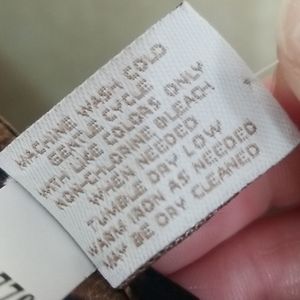 MACHINE WASH COLD
GENTLE CYCLE
WITH LIKE COLORS ONLY
NON-CHLORINE BLEACH
WHEN NEEDED
TUMBLE DRY LOW
WARM IRON AS NEEDED
MAY BE DRY CLEANED